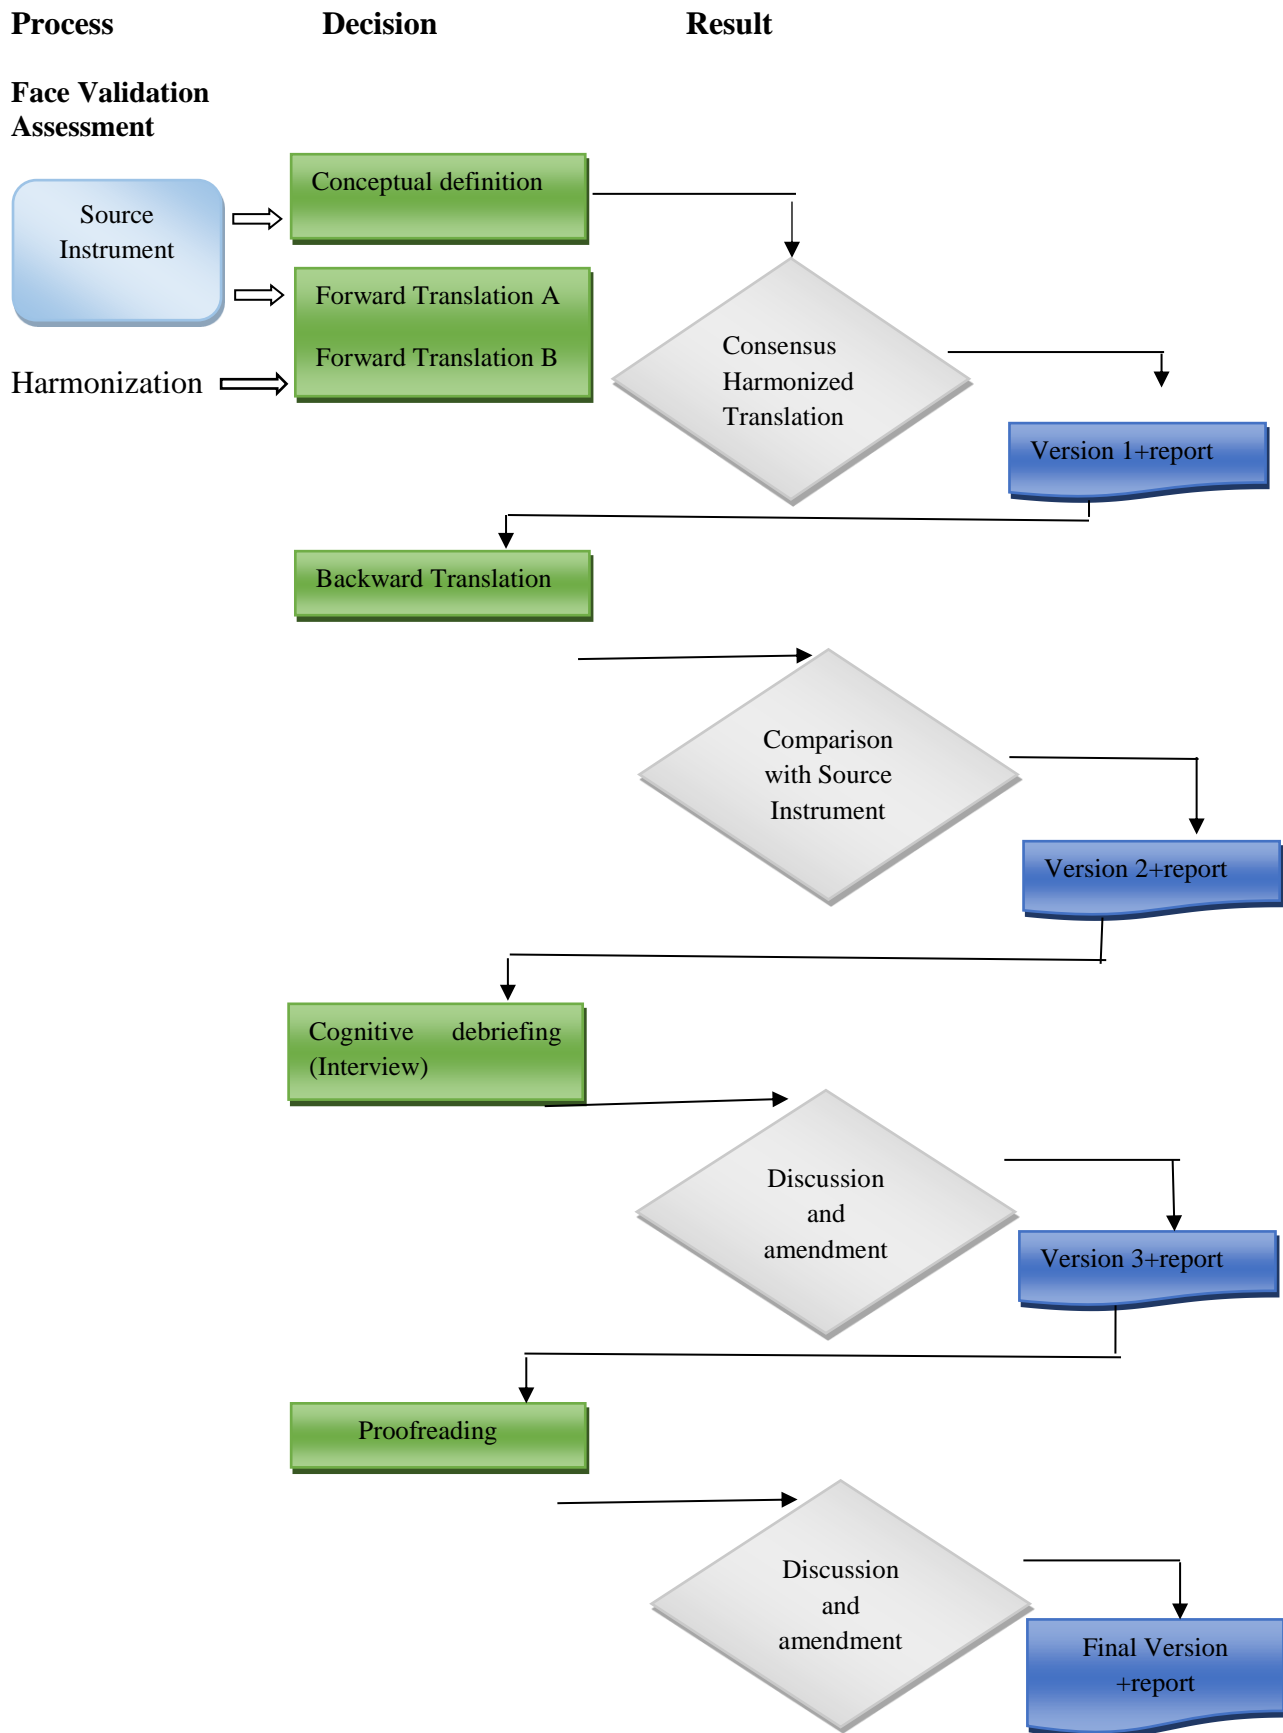 Process Decision Result
Face Validation
Assessment
Conceptual definition
Source
Instrument
Forward Translation A
Forward Translation B
Harmonization
Consensus
Harmonized
Translation
Version 1+report
Backward Translation
Comparison
with Source
Instrument
Version 2+report
Cognitive debriefing
(Interview)
Discussion
and
amendment
Version 3+report
Proofreading
Discussion
and
amendment
Final Version
+report